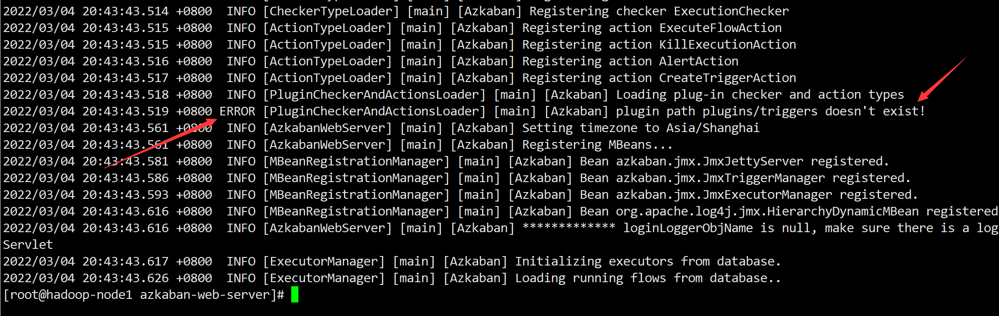 2022/03/04 20:43:43.514 +0800  INFO [CheckerTypeLoader] [main] [Azkaban] Registering checker ExecutionChecker
2022/03/04 20:43:43.515 +0800  INFO [ActionTypeLoader] [main] [Azkaban] Registering action ExecuteFlowAction
2022/03/04 20:43:43.515 +0800  INFO [ActionTypeLoader] [main] [Azkaban] Registering action KillExecutionAction
2022/03/04 20:43:43.516 +0800  INFO [ActionTypeLoader] [main] [Azkaban] Registering action AlertAction
2022/03/04 20:43:43.517 +0800  INFO [ActionTypeLoader] [main] [Azkaban] Registering action CreateTriggerAction
2022/03/04 20:43:43.518 +0800  INFO [PluginCheckerAndActionsLoader] [main] [Azkaban] Loading plug-in checker and action types
2022/03/04 20:43:43.519 +0800 ERROR [PluginCheckerAndActionsLoader] [main] [Azkaban] plugin path plugins/triggers doesn't exist!
2022/03/04 20:43:43.561 +0800  INFO [AzkabanWebServer] [main] [Azkaban] Setting timezone to Asia/Shanghai
2022/03/04 20:43:43.561 +0800  INFO [AzkabanWebServer] [main] [Azkaban] Registering MBeans...
2022/03/04 20:43:43.581 +0800  INFO [MBeanRegistrationManager] [main] [Azkaban] Bean azkaban.jmx.JmxJettyServer registered.
2022/03/04 20:43:43.586 +0800  INFO [MBeanRegistrationManager] [main] [Azkaban] Bean azkaban.jmx.JmxTriggerManager registered.
2022/03/04 20:43:43.593 +0800  INFO [MBeanRegistrationManager] [main] [Azkaban] Bean azkaban.jmx.JmxExecutorManager registered.
2022/03/04 20:43:43.616 +0800  INFO [MBeanRegistrationManager] [main] [Azkaban] Bean org.apache.log4j.jmx.HierarchyDynamicMBean registered
2022/03/04 20:43:43.616 +0800  INFO [AzkabanWebServer] [main] [Azkaban] ************* loginLoggerObjName is null, make sure there is a log
Servlet
2022/03/04 20:43:43.617 +0800  INFO [ExecutorManager] [main] [Azkaban] Initializing executors from database.
2022/03/04 20:43:43.626 +0800  INFO [ExecutorManager] [main] [Azkaban] Loading running flows from database..
[root@hadoop-node1 azkaban-web-server]#